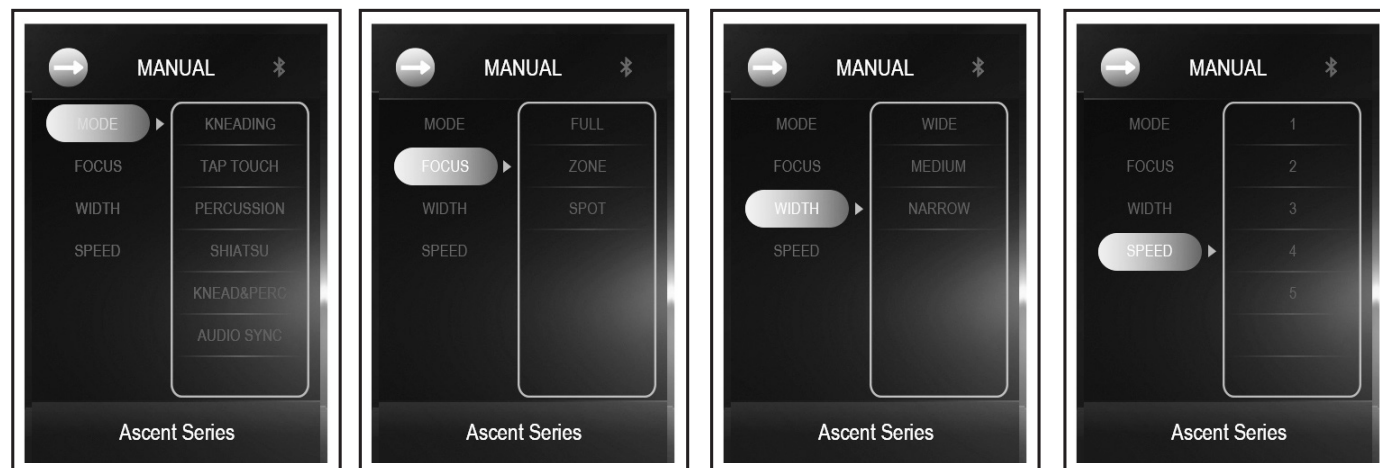 MANUAL
MODE
FOCUS
WIDTH
SPEED
KNEADING
TAP TOUCH
PERCUSSION
SHIATSU
KNEAD&PERC
AUDIO SYNC
Ascent Series
MANUAL
MODE
FOCUS
WIDTH
SPEED
FULL
ZONE
SPOT
Ascent Series
MANUAL
MODE
FOCUS
WIDTH
SPEED
WIDE
MEDIUM
NARROW
Ascent Series
MANUAL
MODE
FOCUS
WIDTH
SPEED
1
2
3
4
5
Ascent Series